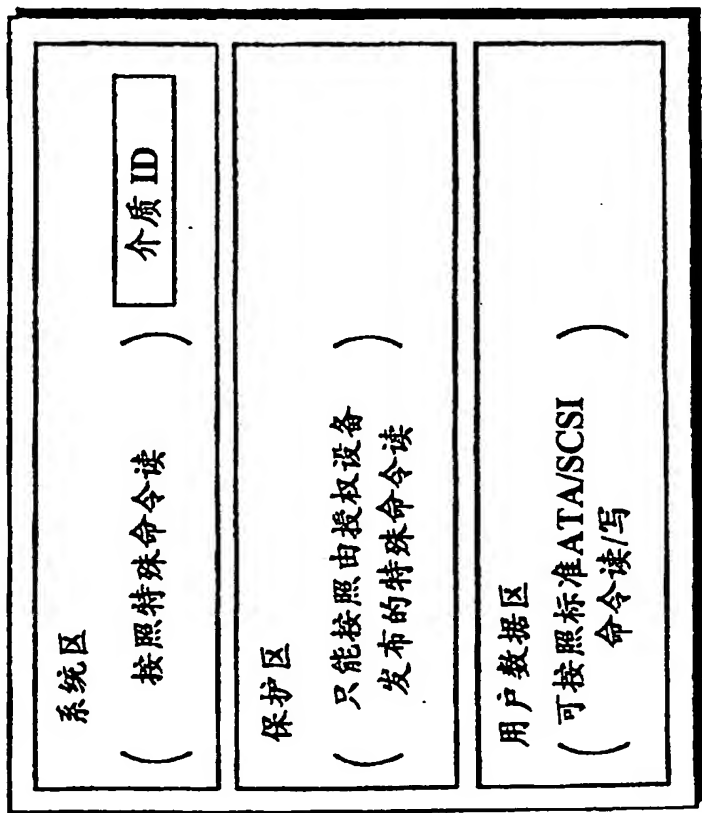 系统区
(按照特殊命令读)
介质 ID
保护区
(只能按照由授权设备
发布的特殊命令读)
用户数据区
(可按照标准ATA/SCSI
命令读/写)